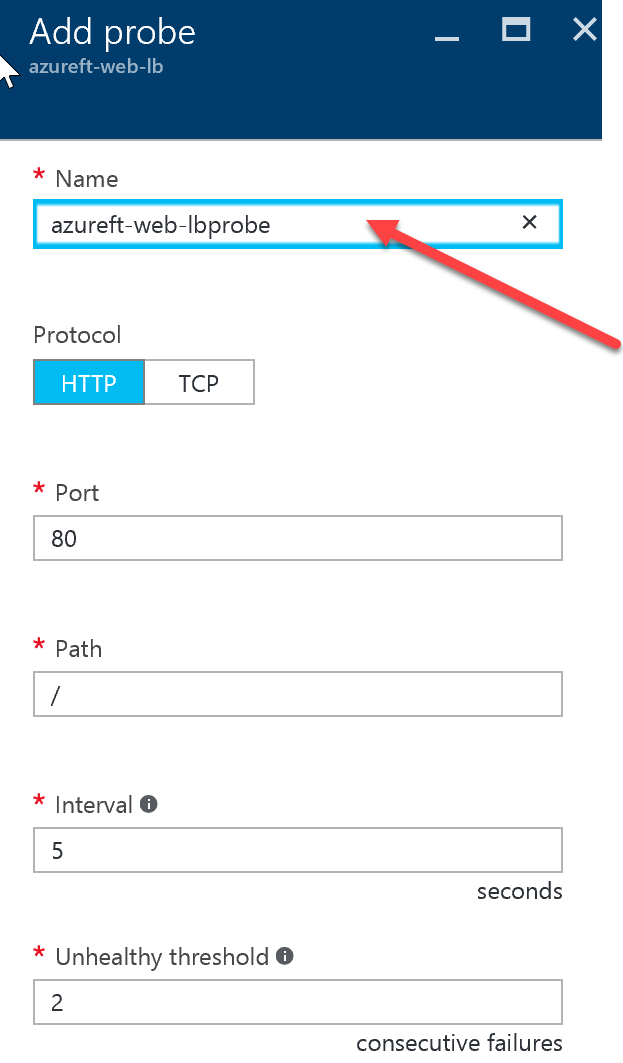 Add probe
azureft-web-lb
* Name
azureft-web-lbprobe
Protocol
HTTP TCP
* Port
80
* Path
/
* Interval
5
seconds
* Unhealthy threshold
2
consecutive failures